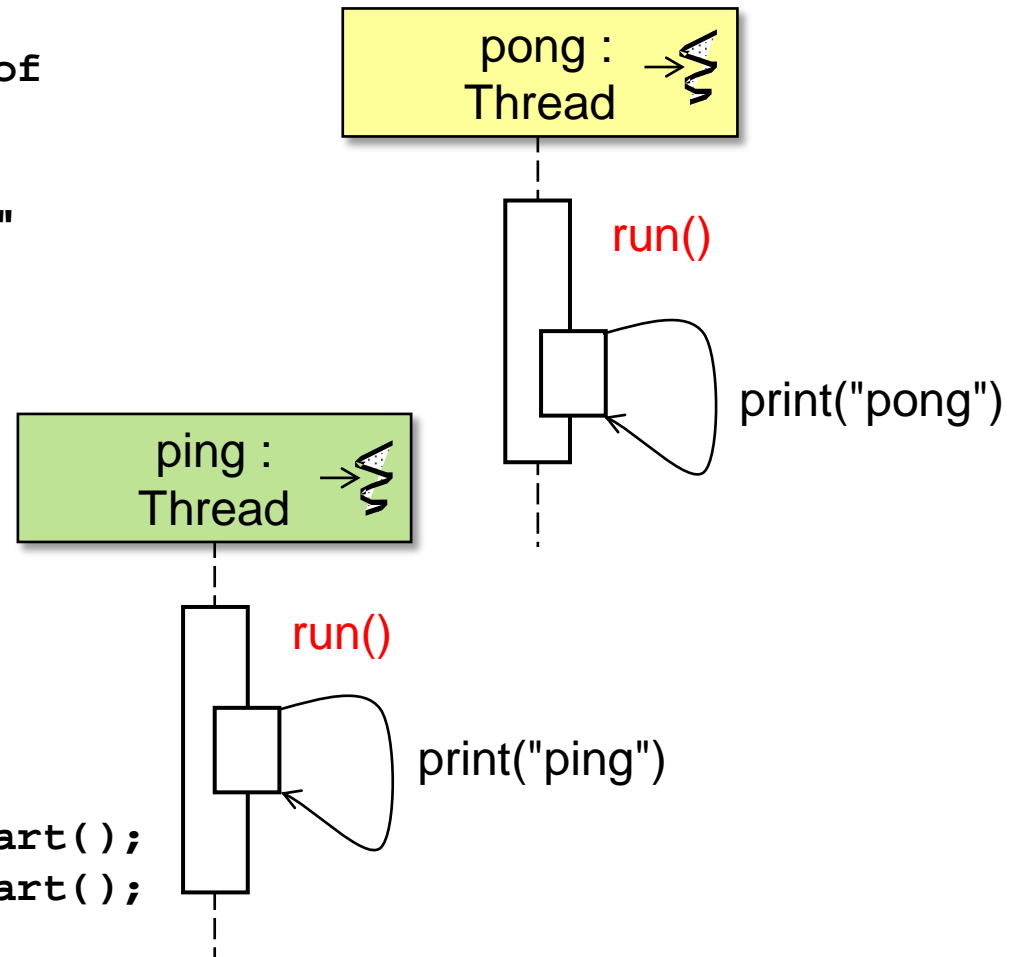 of
"
art();
art();
pong :
Thread
run()
print("pong")
ping :
Thread
run()
print("ping")